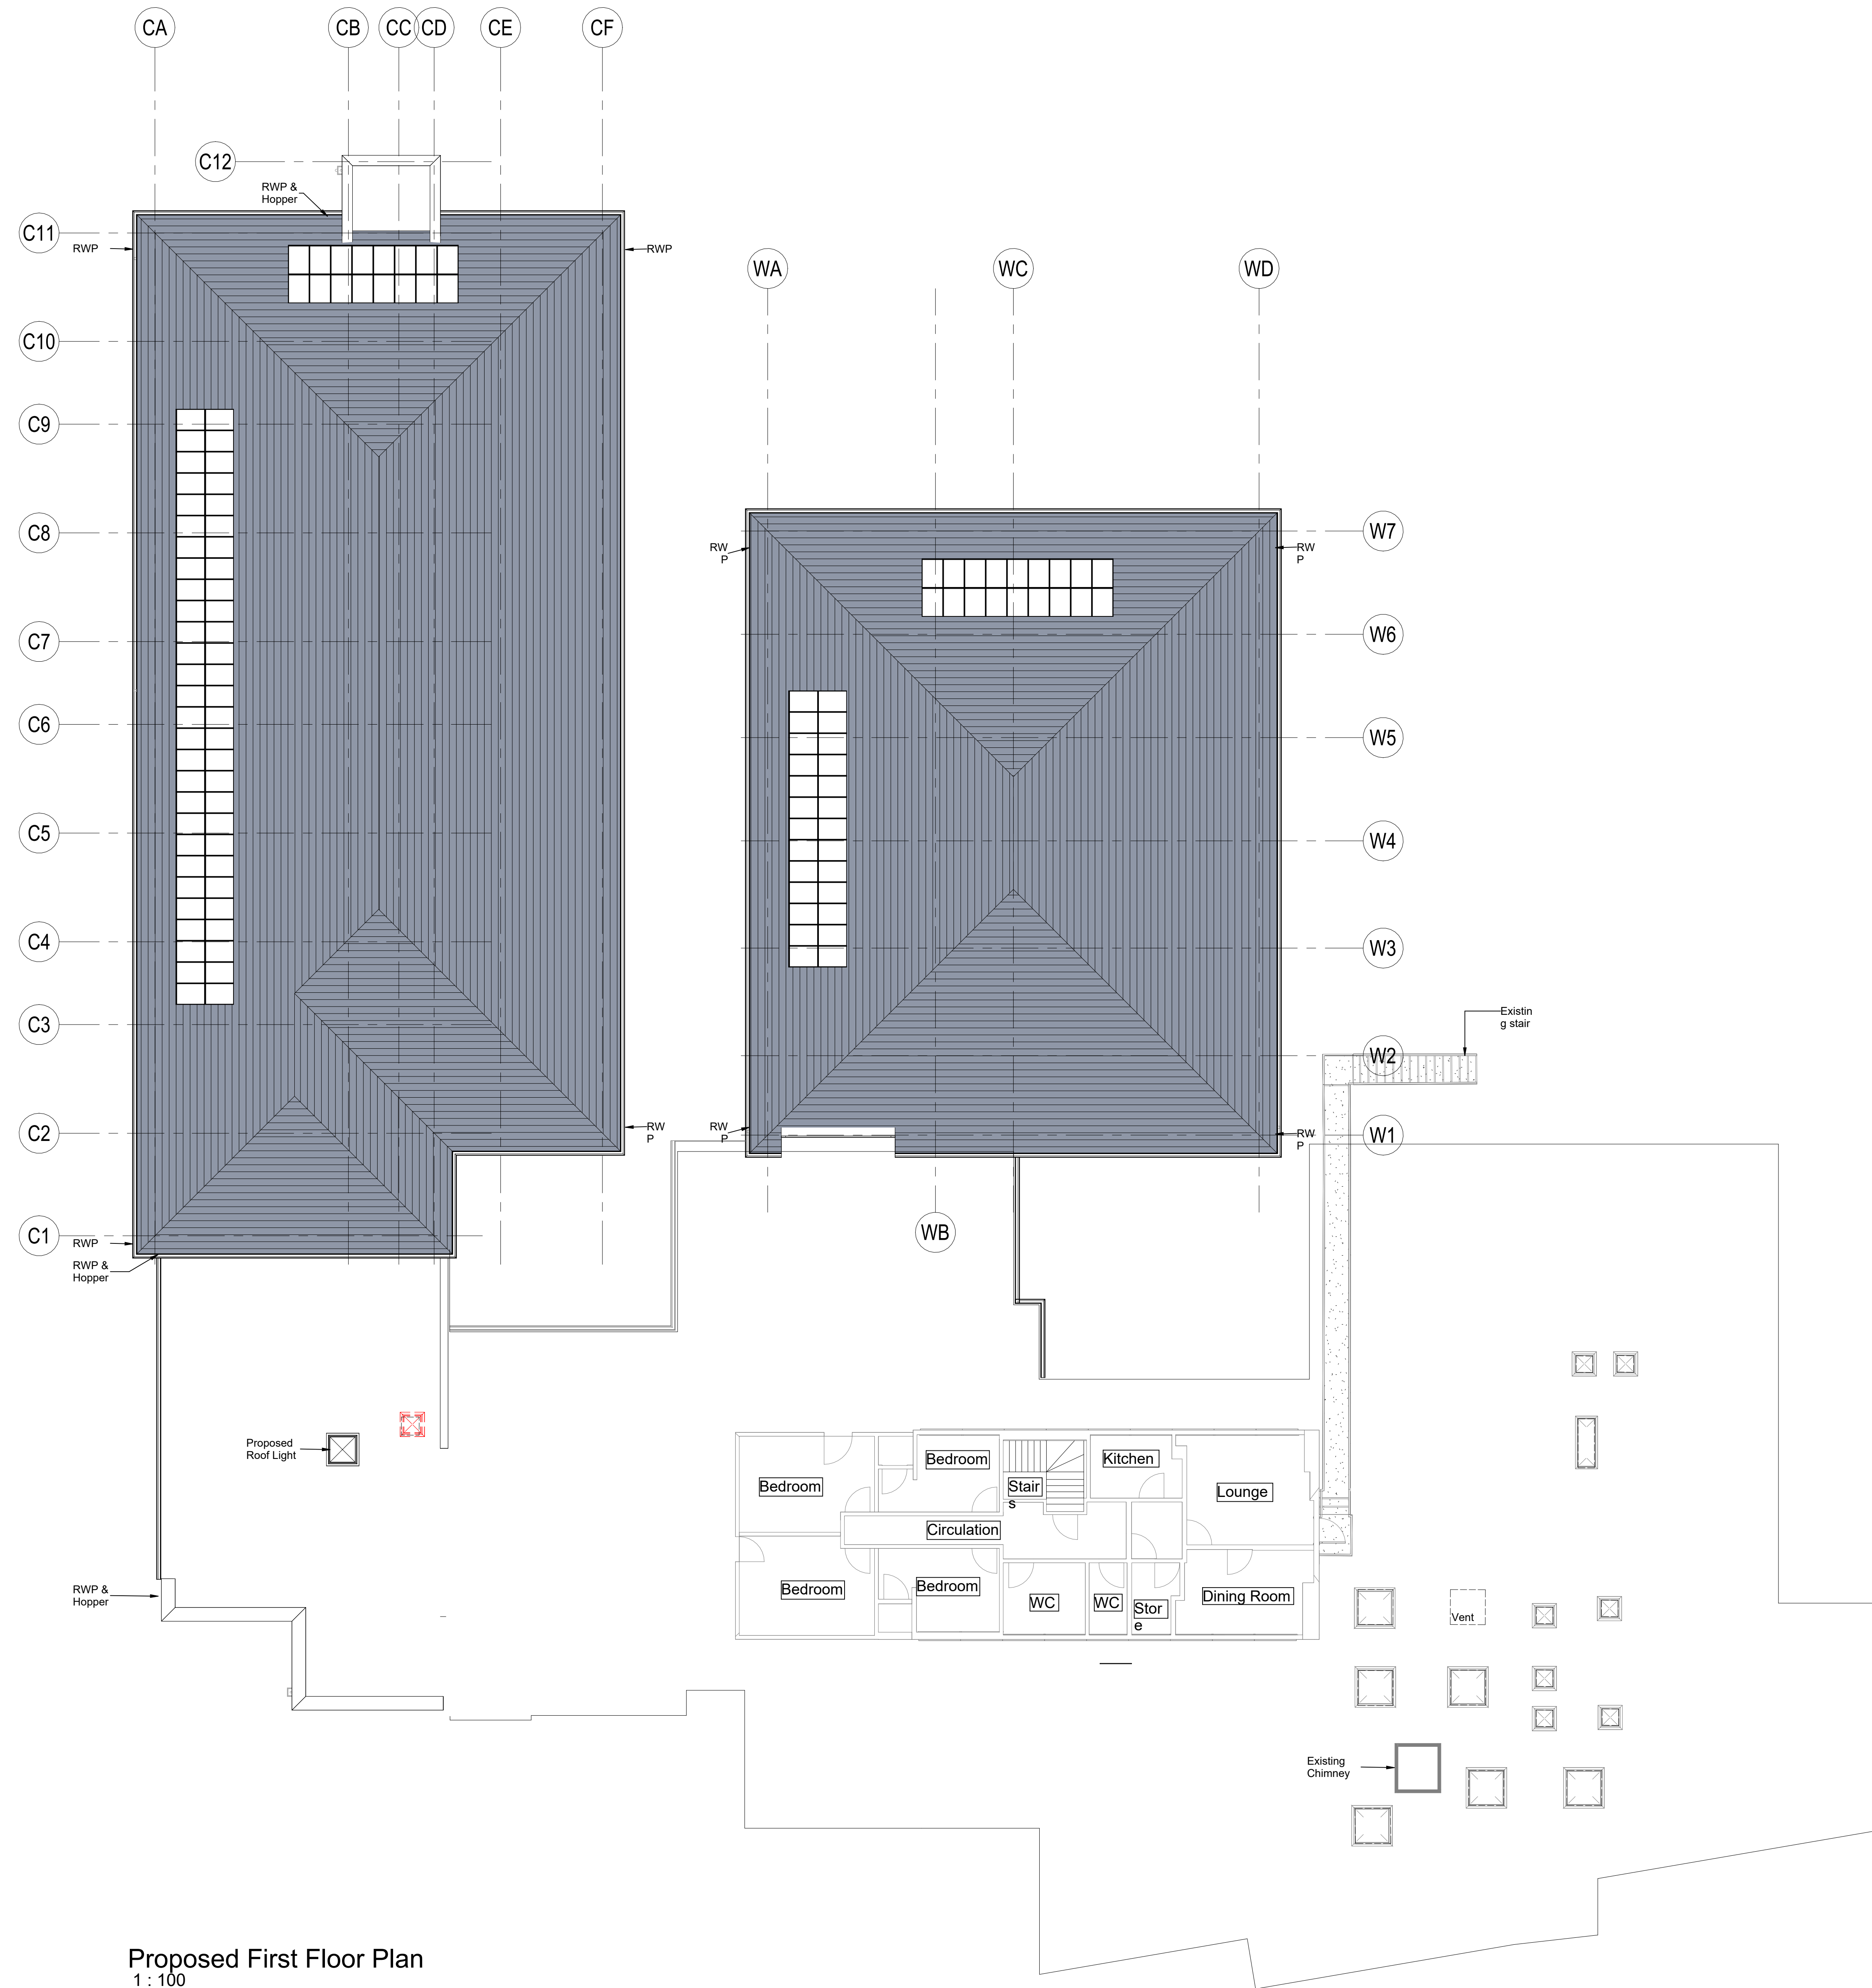 CA
CB
CC
CD
CE
CF
C12
RWP &
Hopper
C11
RWP
RWP
WA
WC
WD
C10
C9
C8
W7
RW
P
RW
P
C7
W6
C6
W5
C5
W4
C4
W3
C3
Existin
g stair
W2
C2
RW
P
RW
P
RW
P
W1
C1
RWP
WB
RWP &
Hopper
Proposed
Roof Light
Bedroom
Bedroom
Stair
s
Kitchen
Lounge
Circulation
Bedroom
Bedroom
WC
WC
Stor
e
Dining Room
RWP &
Hopper
Vent
Existing
Chimney
Proposed First Floor Plan
1 : 100